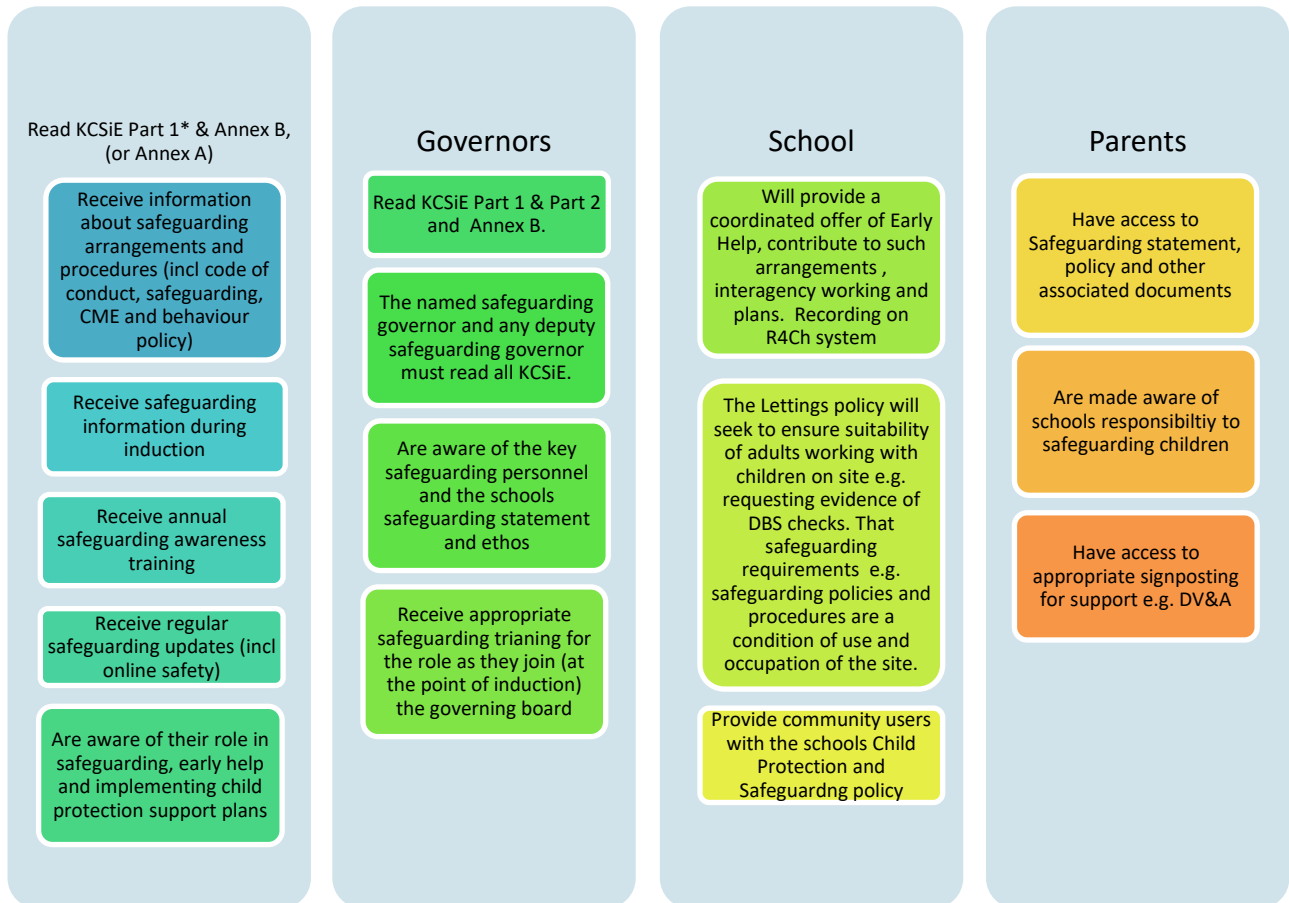 Read KCSiE Part 1* & Annex B,
(or Annex A)
Receive information
about safeguarding
arrangements and
procedures (incl code of
conduct, safeguarding,
CME and behaviour
policy)
Receive safeguarding
information during
induction
Receive annual
safeguarding awareness
training
Receive regular
safeguarding updates (incl
online safety)
Are aware of their role in
safeguarding, early help
and implementing child
protection support plans
Governors
Read KCSiE Part 1 & Part 2
and Annex B.
The named safeguarding
governor and any deputy
safeguarding governor
must read all KCSiE.
Are aware of the key
safeguarding personnel
and the schools
safeguarding statement
and ethos
Receive appropriate
safeguarding trianing for
the role as they join (at
the point of induction)
the governing board
School
Will provide a
coordinated offer of Early
Help, contribute to such
arrangements ,
interagency working and
plans. Recording on
R4Ch system
The Lettings policy will
seek to ensure suitability
of adults working with
children on site e.g.
requesting evidence of
DBS checks. That
safeguarding
requirements e.g.
safeguarding policies and
procedures are a
condition of use and
occupation of the site.
Provide community users
with the schools Child
Protection and
Safeguardng policy
Parents
Have access to
Safeguarding statement,
policy and other
associated documents
Are made aware of
schools responsibiltiy to
safeguarding children
Have access to
appropriate signposting
for support e.g. DV&A